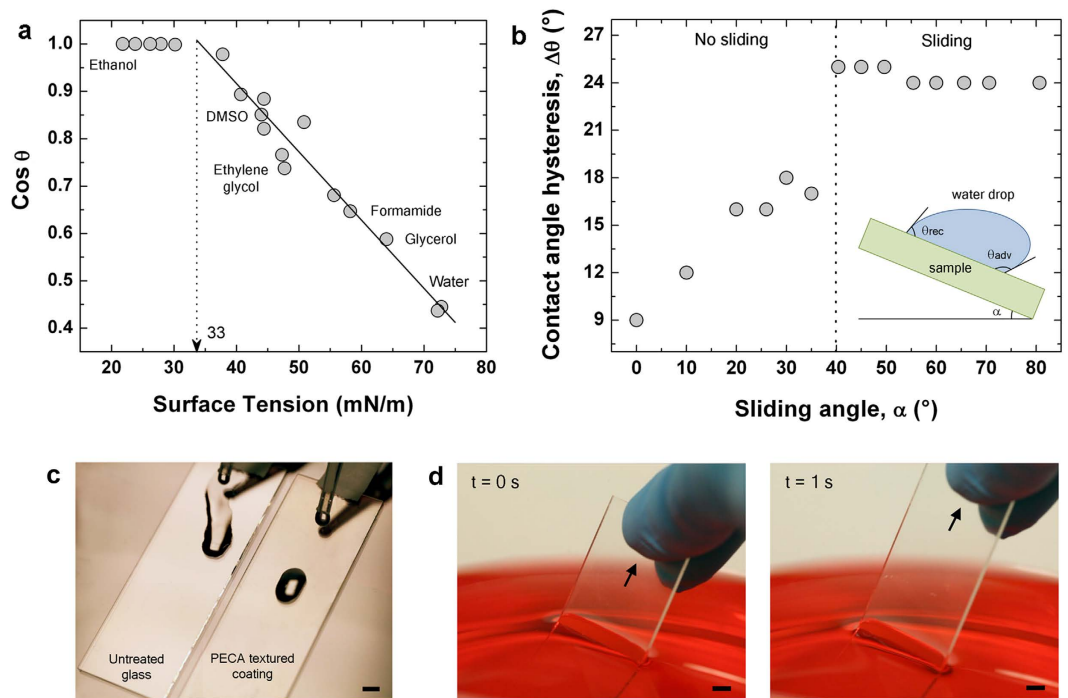 a
1.0
0.9
0.8
0.7
0.6
0.5
0.4
Cos θ
Ethanol
DMSO
Ethylene
glycol
Formamide
Glycerol
Water
33
20 30 40 50 60 70 80
Surface Tension (mN/m)
b
27
24
21
18
15
12
9
Contact angle hysteresis, Δθ (°)
No sliding
Sliding
water drop
θrec
θadv
sample
α
0 10 20 30 40 50 60 70 80
Sliding angle, α (°)
c
Untreated
glass
PECA textured
coating
d
t = 0 s
t = 1 s